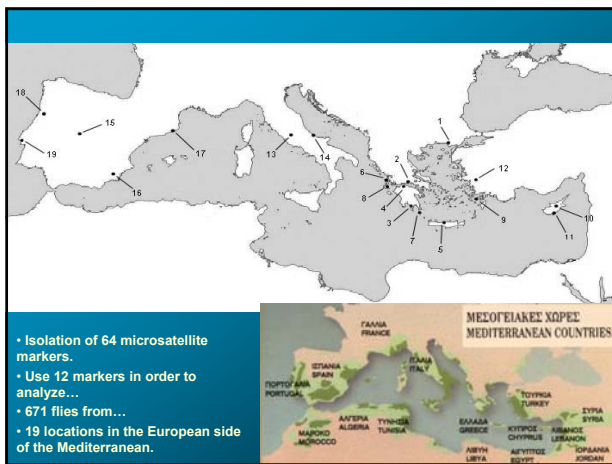 18
15
19
16
17
13
14
6
8
2
4
3
7
5
1
12
9
10
11
• Isolation of 64 microsatellite
markers.
• Use 12 markers in order to
analyze…
• 671 flies from…
• 19 locations in the European side
of the Mediterranean.
ΜΕΣΟΓΕΙΑΚΕΣ ΧΩΡΕΣ
MEDITERRANEAN COUNTRIES
ΓΑΛΛΙΑ
FRANCE
ΙΣΠΑΝΙΑ
SPAIN
ΙΤΑΛΙΑ
ITALY
ΠΟΡΤΟΓΑΛΙΑ
PORTUGAL
ΤΟΥΡΚΙΑ
TURKEY
ΑΛΓΕΡΙΑ
ALGERIA
ΤΥΝΗΣΙΑ
TUNISIA
ΕΛΛΑΔΑ
GREECE
ΣΥΡΙΑ
SYRIA
ΜΑΡΟΚΟ
MOROCCO
ΚΥΠΡΟΣ
CHYPRUS
ΛΙΒΑΝΟΣ
LEBANON
ΛΙΒΥΗ
LIBYA
ΑΙΓΥΠΤΟΣ
EGYPT
ΙΟΡΔΑΝΙΑ
JORDAN